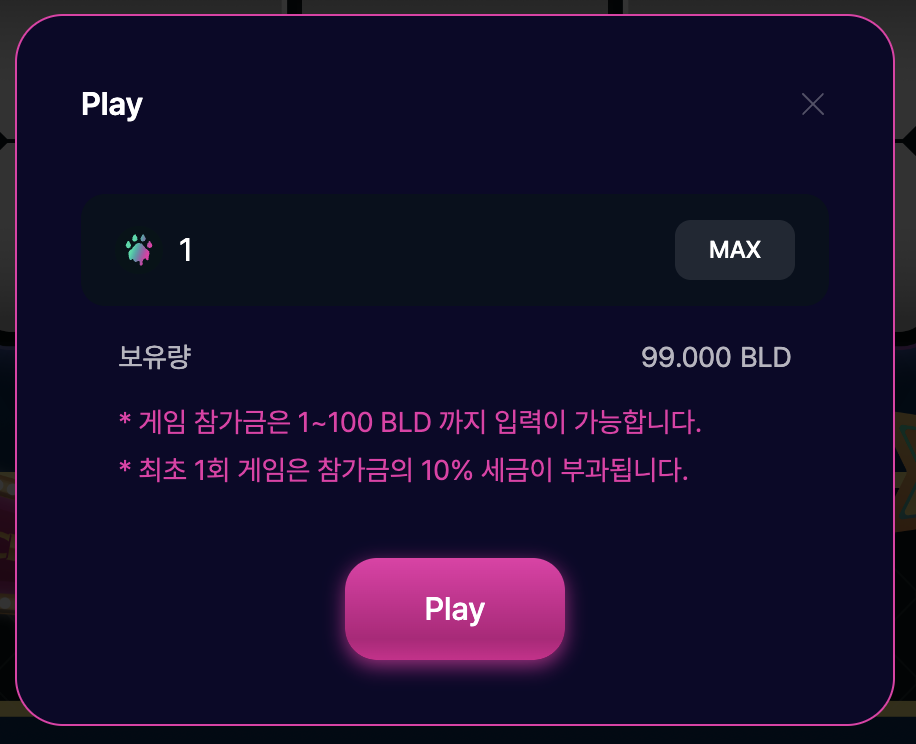 Play
1
MAX
보유량 99.000 BLD
* 게임 참가금은 1~100 BLD 까지 입력이 가능합니다.
* 최초 1회 게임은 참가금의 10% 세금이 부과됩니다.
Play